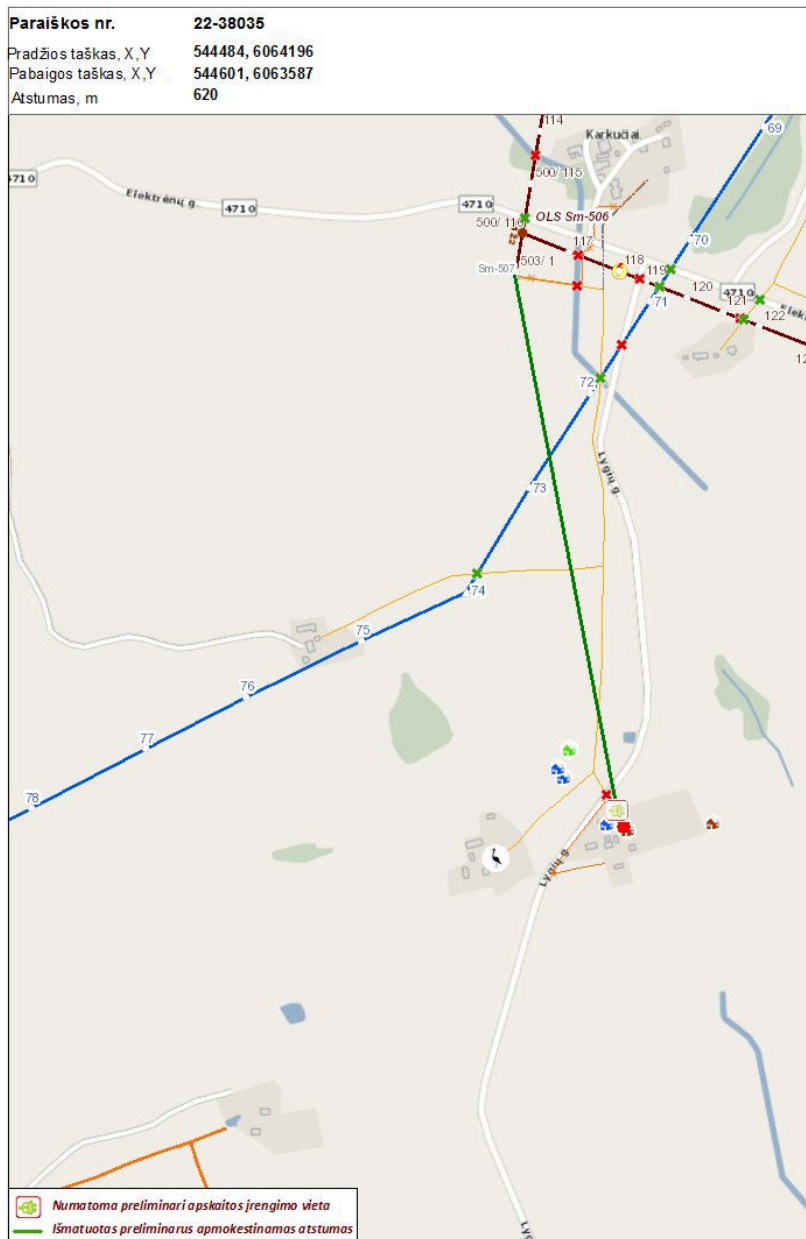 Paraiškos nr. 22-38035
Pradžios taškas, X,Y 544484, 6064196
Pabaigos taškas, X,Y 544601, 6063587
Atstumas, m 620
114
69
Karkučiai
4710
500/ 115
Elektrėnų g.
4710
4710
OLS Sm-506
117
70
503/ 1
118
Sm-507
119
120
4710
71
121
122
72
Lygių g.
73
74
75
76
77
78
Lygių g.
Numatoma preliminari apskaitos įrengimo vieta
Išmatuotas preliminarus apmokestinamas atstumas